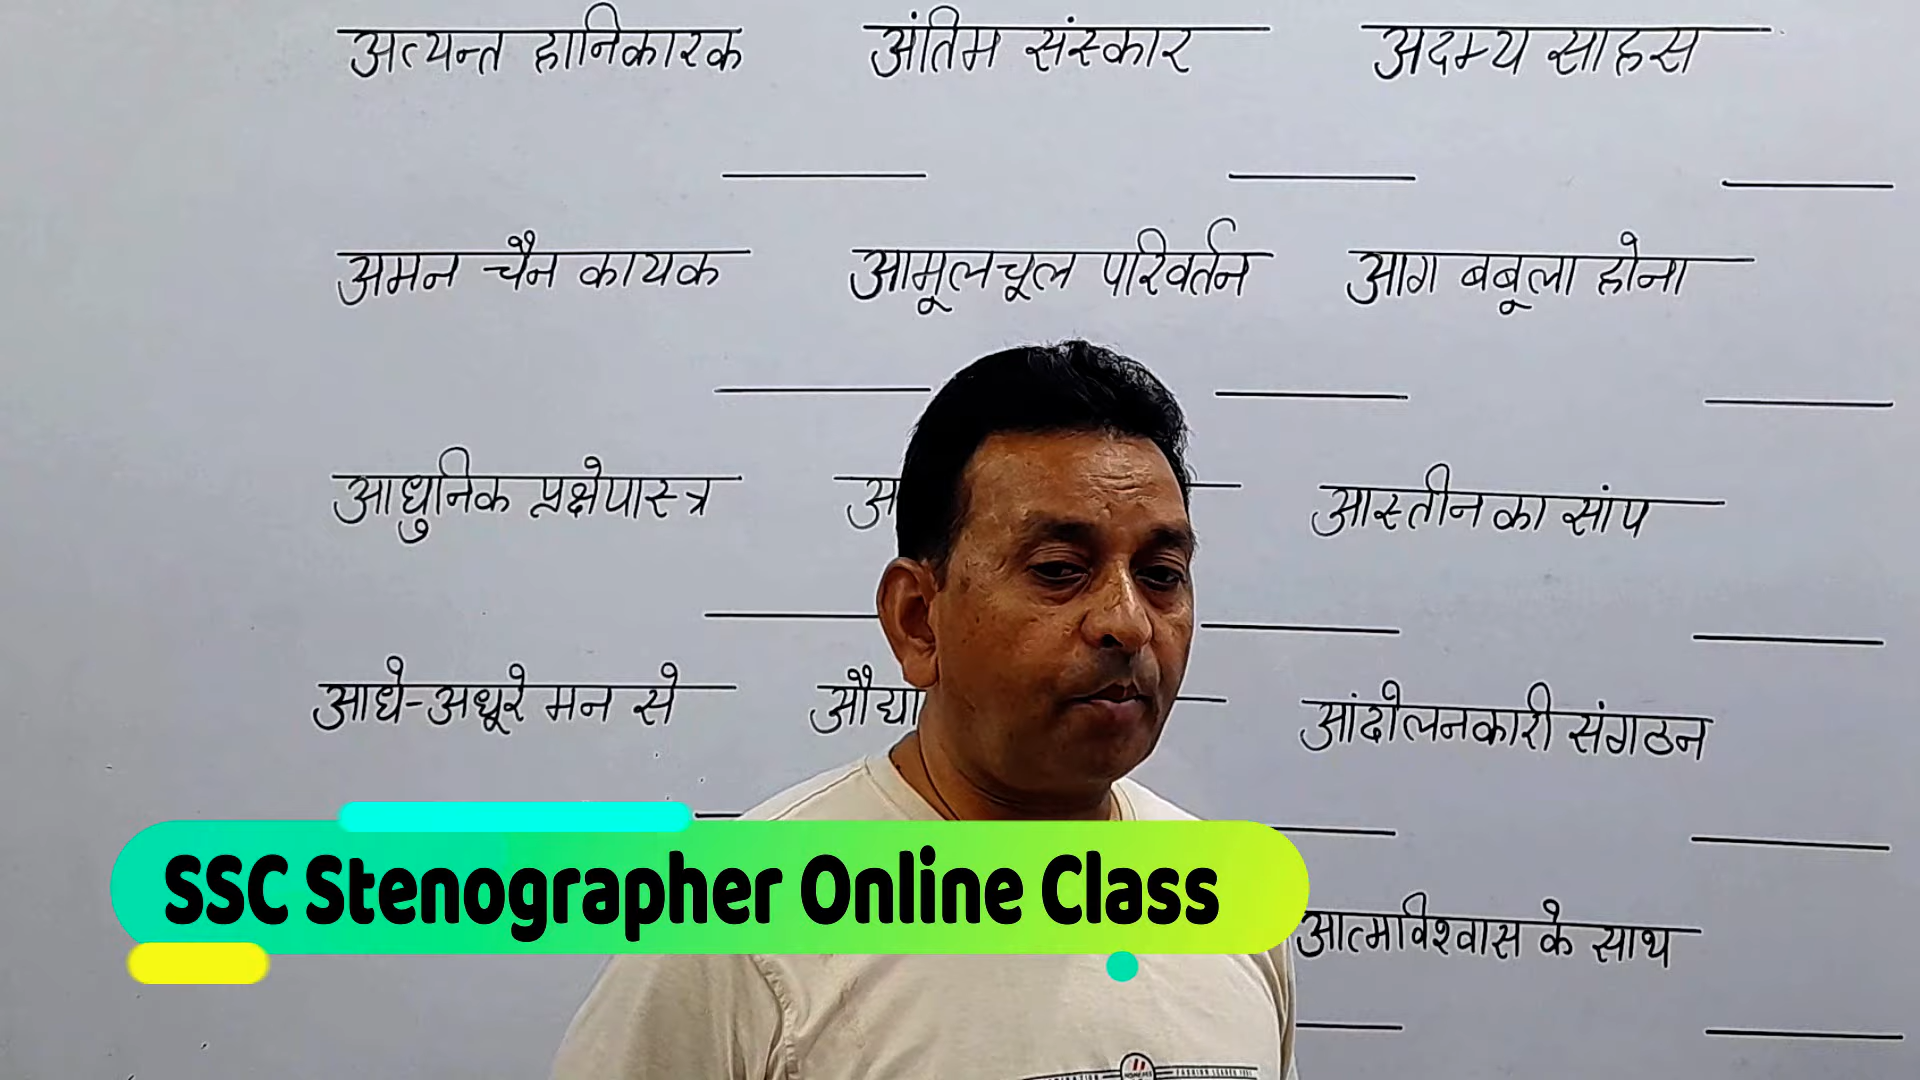 अत्यन्त हानिकारक अंतिम संस्कार अदम्य साहस
अमन चैन कायक आमूलचूल परिवर्तन आग बबूला होना
आधुनिक प्रक्षेपास्त्र आस्तीन का सांप
आधे-अधूरे मन से आंदोलनकारी संगठन
SSC Stenographer Online Class
आत्मविश्वास के साथ